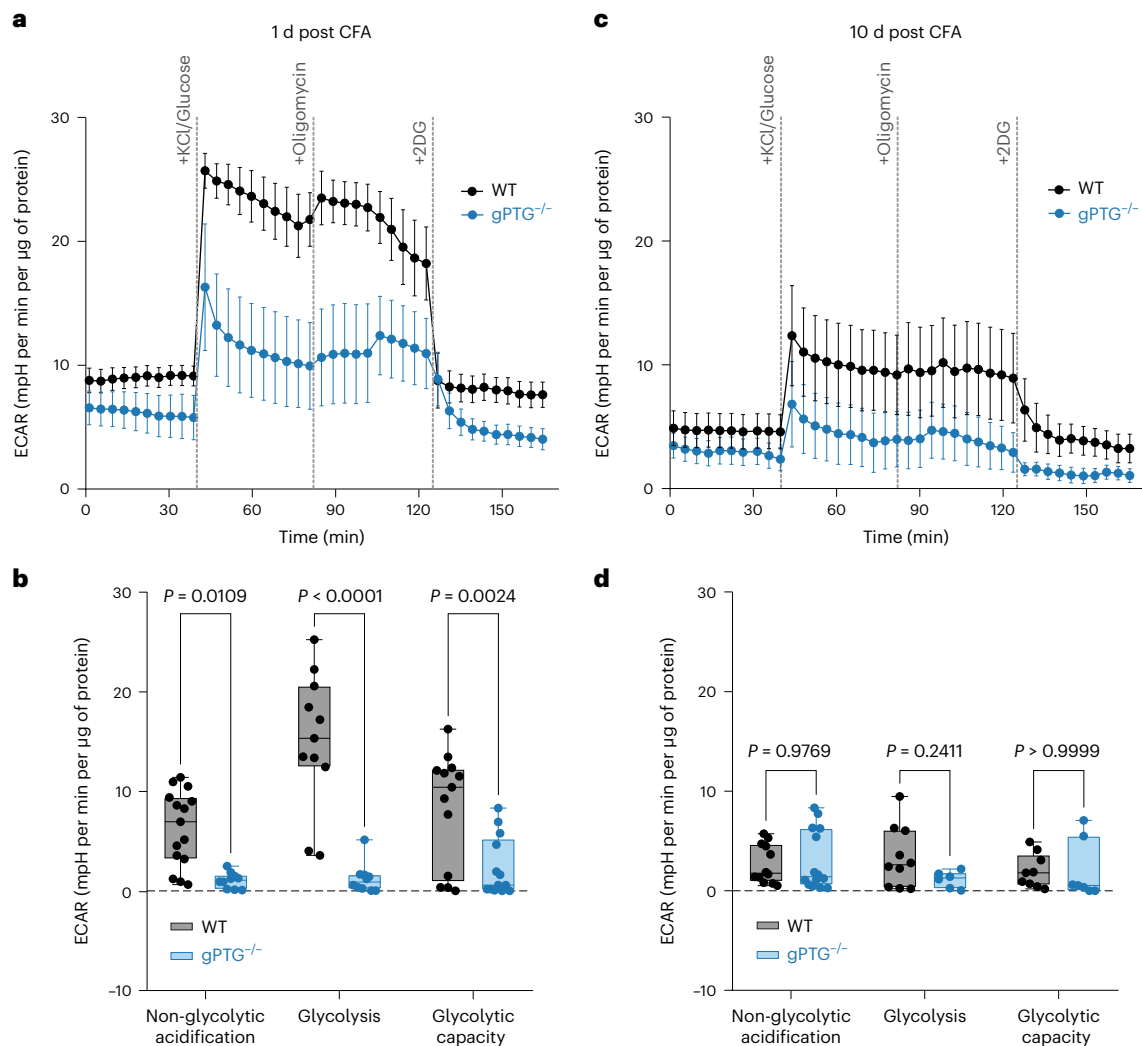 a
1 d post CFA
+KCl/Glucose
+Oligomycin
+2DG
30
20
10
0
ECAR (mpH per min per µg of protein)
WT
gPTG−/−
0
30
60
90
120
150
Time (min)
c
10 d post CFA
+KCl/Glucose
+Oligomycin
+2DG
30
20
10
0
ECAR (mpH per min per µg of protein)
WT
gPTG−/−
0
30
60
90
120
150
Time (min)
b
30
20
10
0
−10
ECAR (mpH per min per µg of protein)
P = 0.0109
P < 0.0001
P = 0.0024
WT
gPTG−/−
Non-glycolytic
acidification
Glycolysis
Glycolytic
capacity
d
30
20
10
0
−10
ECAR (mpH per min per µg of protein)
P = 0.9769
P = 0.2411
P > 0.9999
WT
gPTG−/−
Non-glycolytic
acidification
Glycolysis
Glycolytic
capacity